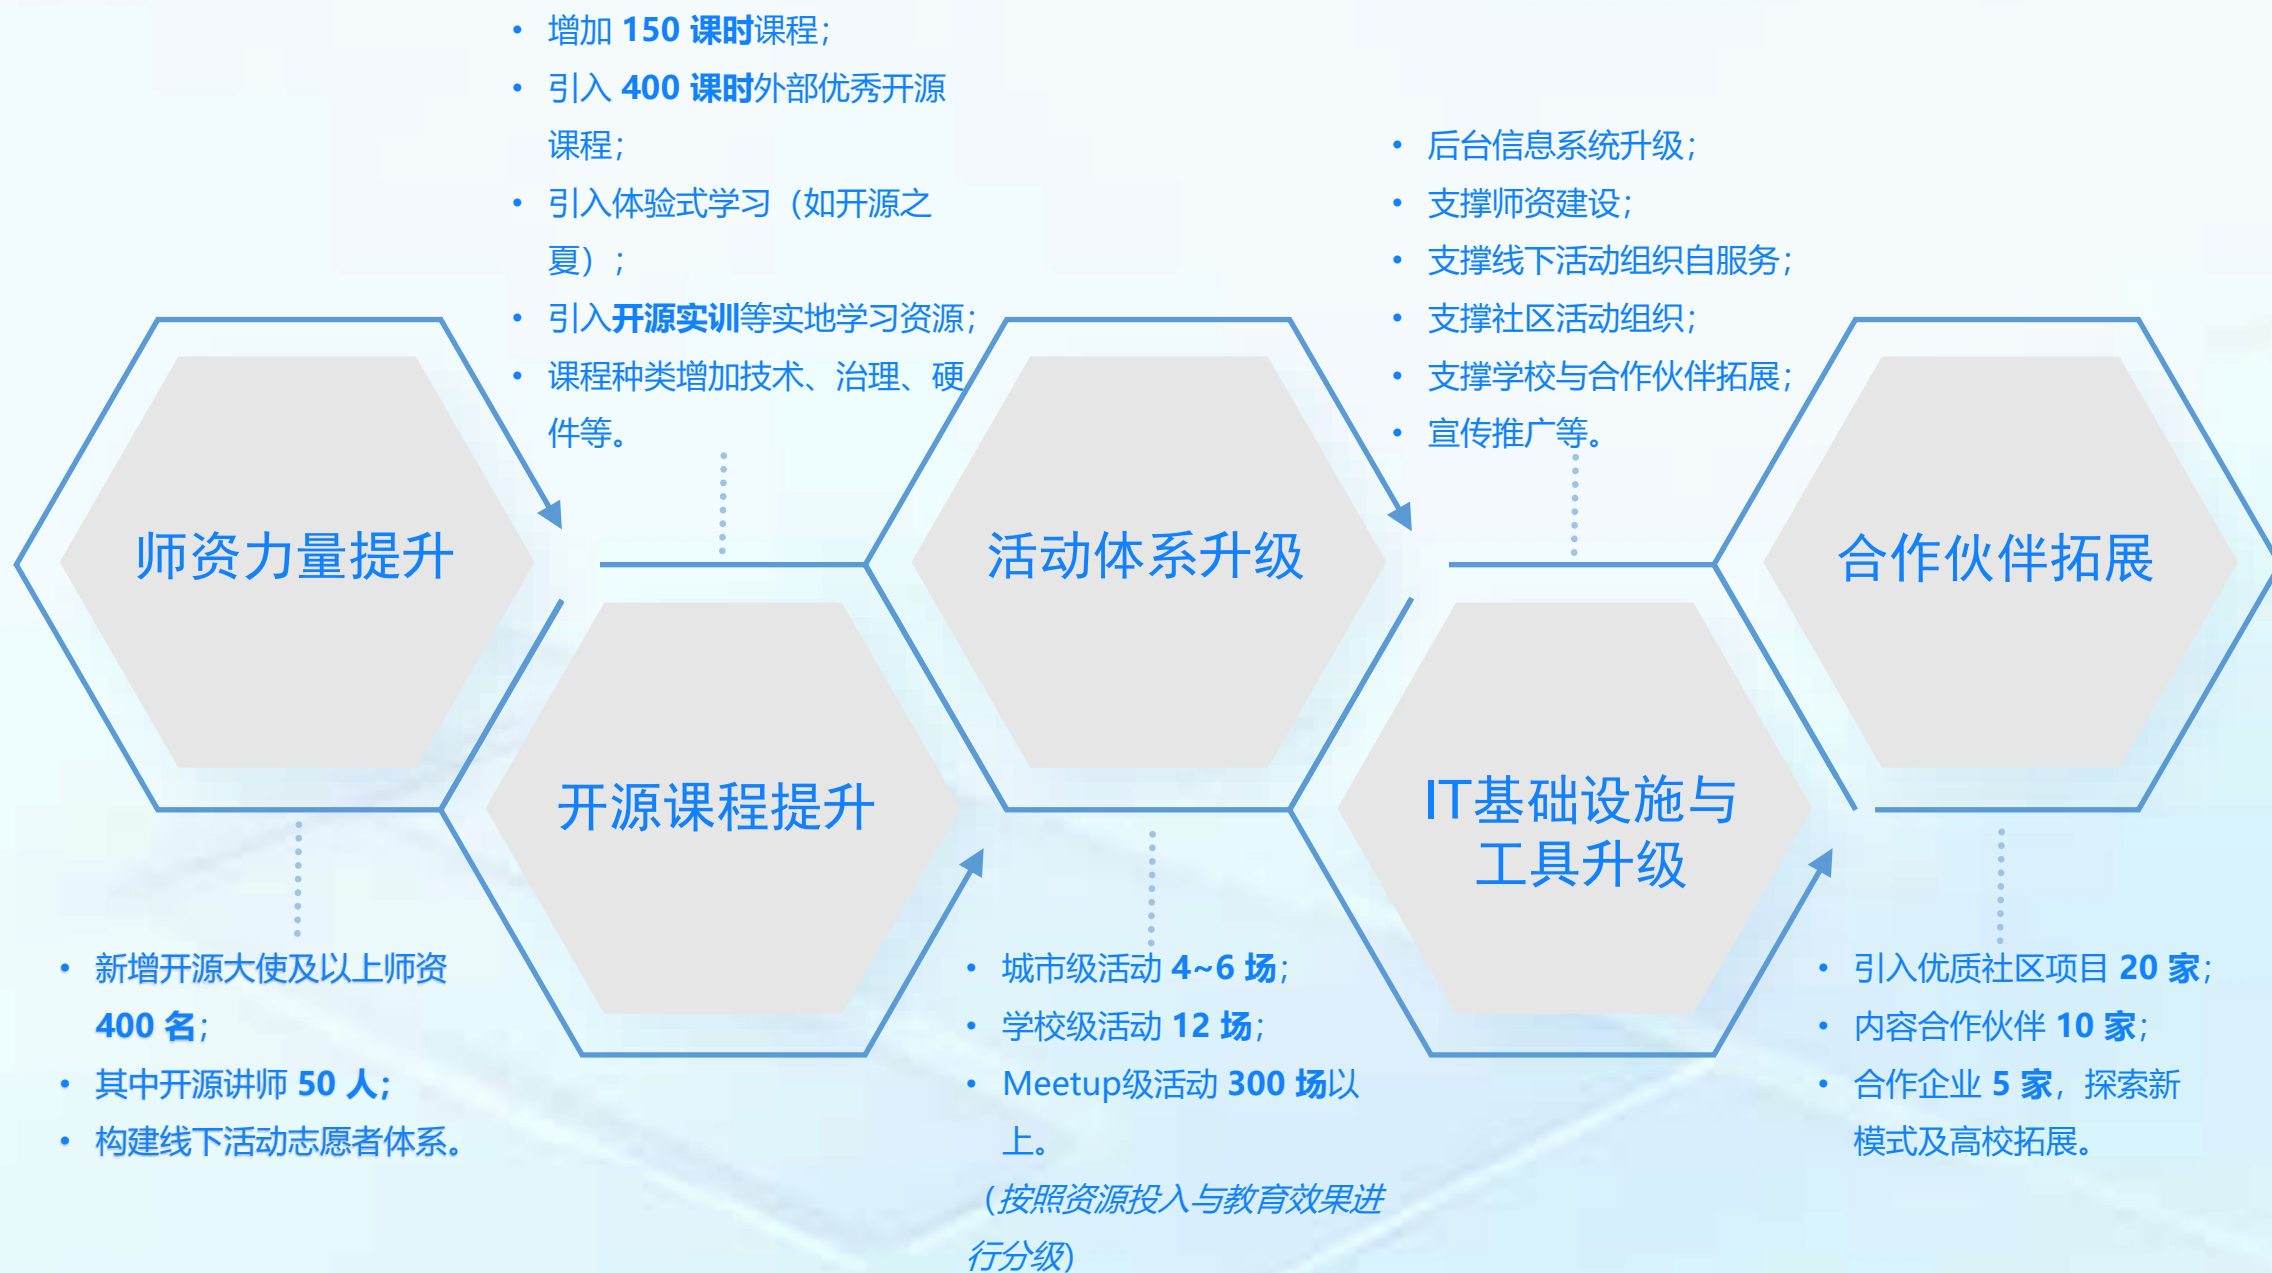 师资力量提升
• 新增开源大使及以上师资
400 名；
• 其中开源讲师 50 人；
• 构建线下活动志愿者体系。
• 增加 150 课时课程；
• 引入 400 课时外部优秀开源
课程；
• 引入体验式学习（如开源之
夏）；
• 引入开源实训等实地学习资源；
• 课程种类增加技术、治理、硬
件等。
开源课程提升
活动体系升级
• 城市级活动 4~6 场；
• 学校级活动 12 场；
• Meetup级活动 300 场以
上。
（按照资源投入与教育效果进
行分级）
• 后台信息系统升级；
• 支撑师资建设；
• 支撑线下活动组织自服务；
• 支撑社区活动组织；
• 支撑学校与合作伙伴拓展；
• 宣传推广等。
IT基础设施与
工具升级
合作伙伴拓展
• 引入优质社区项目 20 家；
• 内容合作伙伴 10 家；
• 合作企业 5 家，探索新
模式及高校拓展。